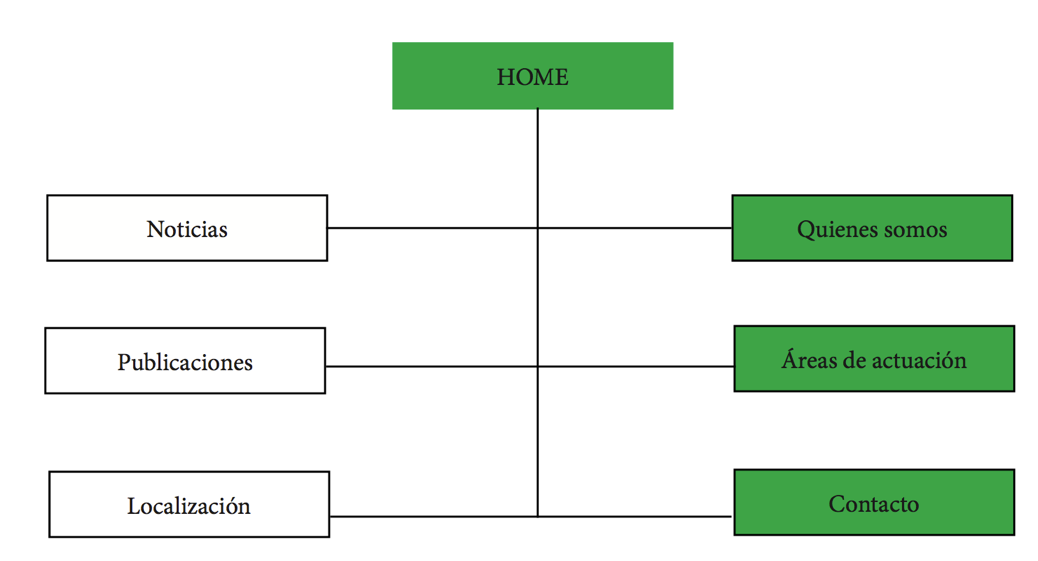 HOME
Noticias
Quienes somos
Publicaciones
Áreas de actuación
Localización
Contacto